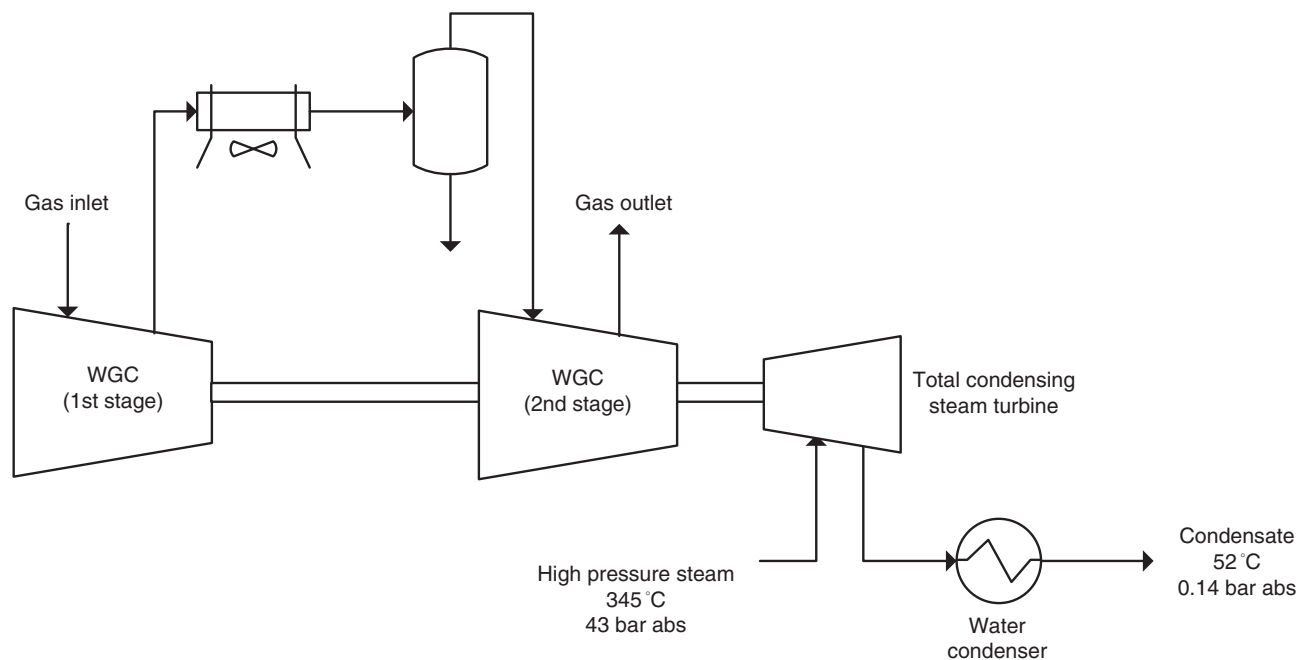 Gas inlet
Gas outlet
WGC
(1st stage)
WGC
(2nd stage)
Total condensing
steam turbine
High pressure steam
345 °C
43 bar abs
Water
condenser
Condensate
52 °C
0.14 bar abs